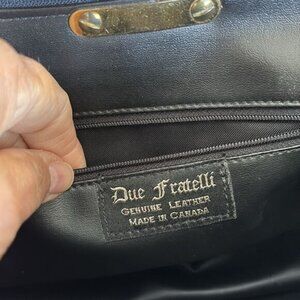 Due Fratelli
GENUINE LEATHER
MADE IN CANADA